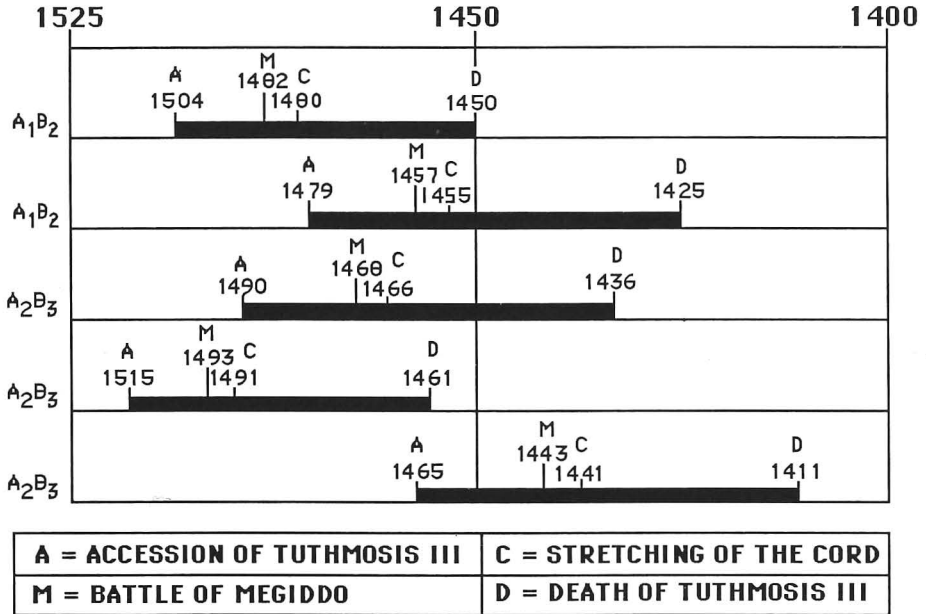 1525 1450 1400
A M C D
1504 1482 1480 1450
A₁B₂
A M C D
1479 1457 1455 1425
A₁B₂
A M C D
1490 1468 1466 1436
A₂B₃
A M C D
1515 1493 1491 1461
A₂B₃
A M C D
1465 1443 1441 1411
A₂B₃
A = ACCESSION OF TUTHMOSIS III C = STRETCHING OF THE CORD
M = BATTLE OF MEGIDDO D = DEATH OF TUTHMOSIS III